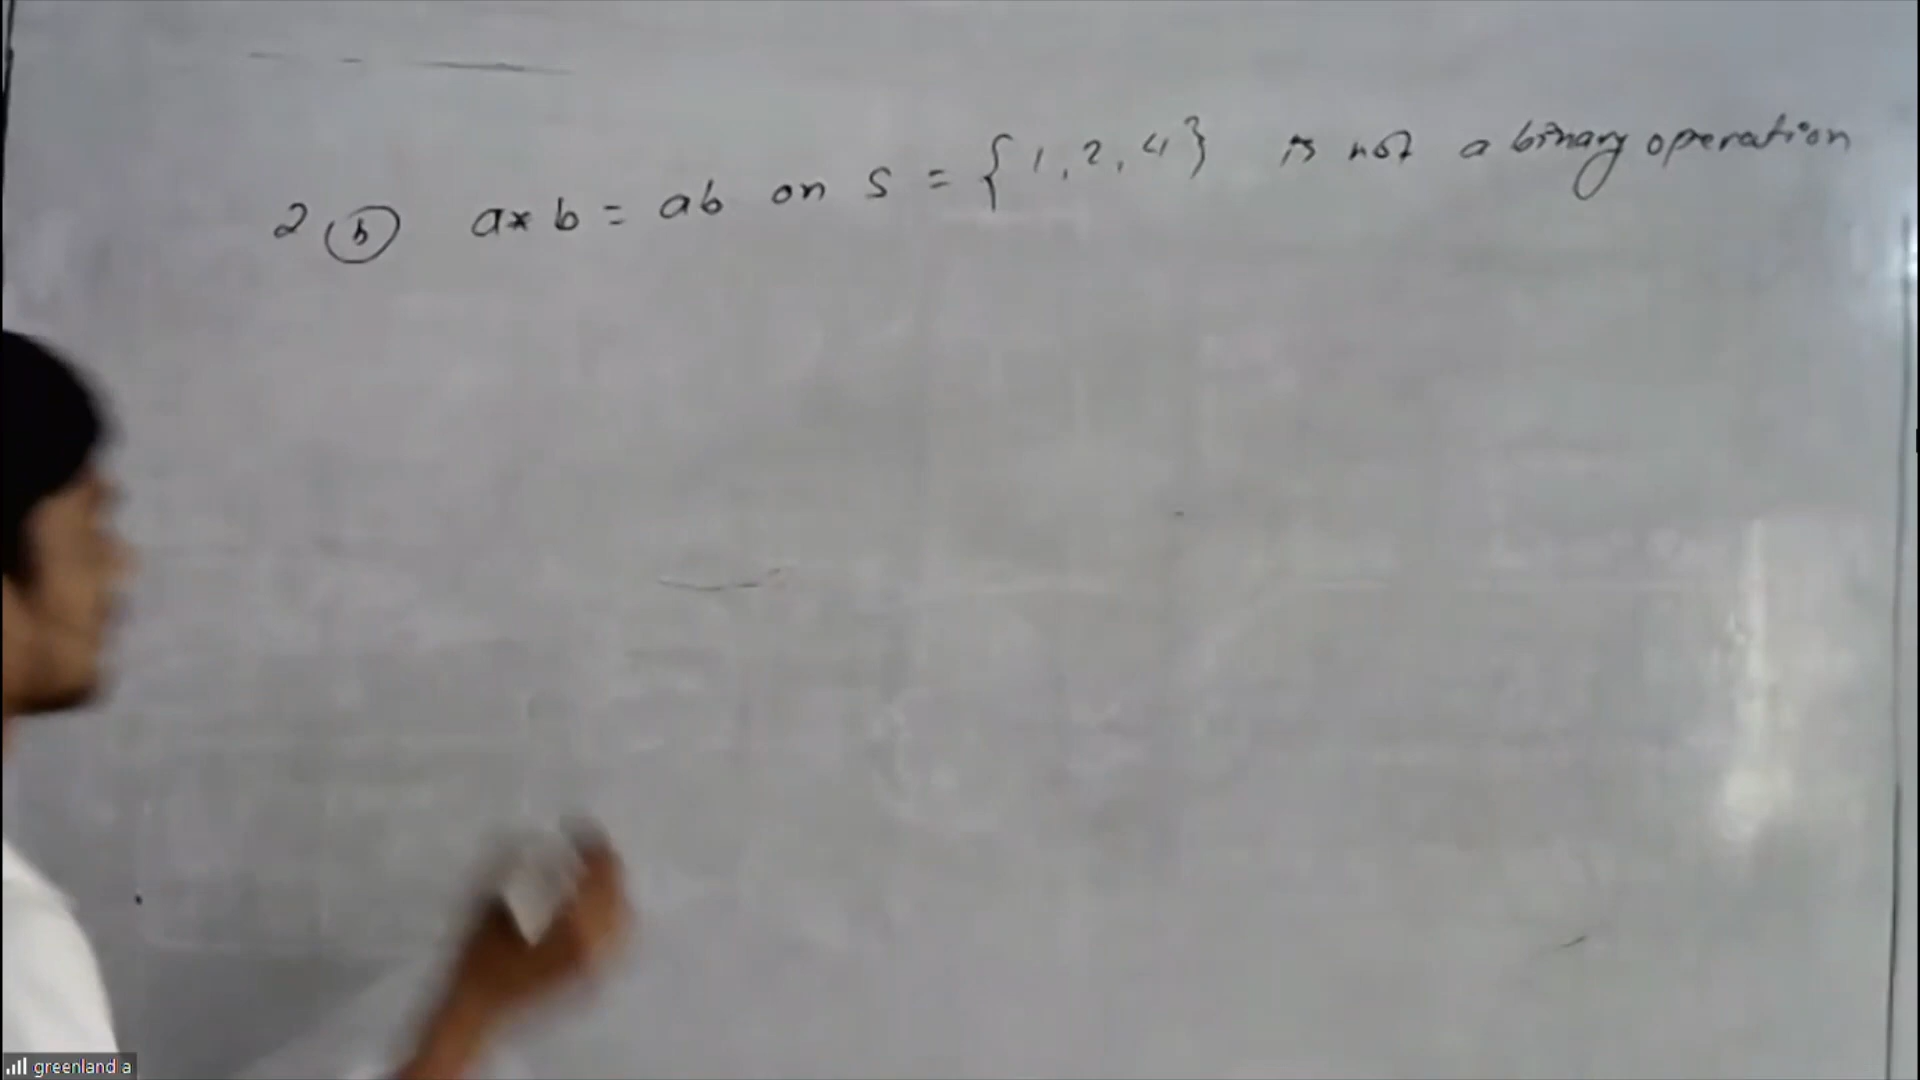 2 (b) a * b = ab on S = {1, 2, 4} is not a binary operation
greenland a